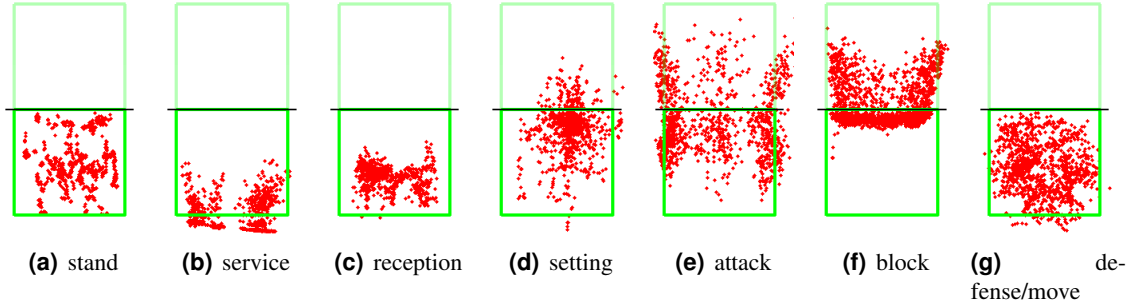 (a) stand
(b) service
(c) reception
(d) setting
(e) attack
(f) block
(g) de-
fense/move